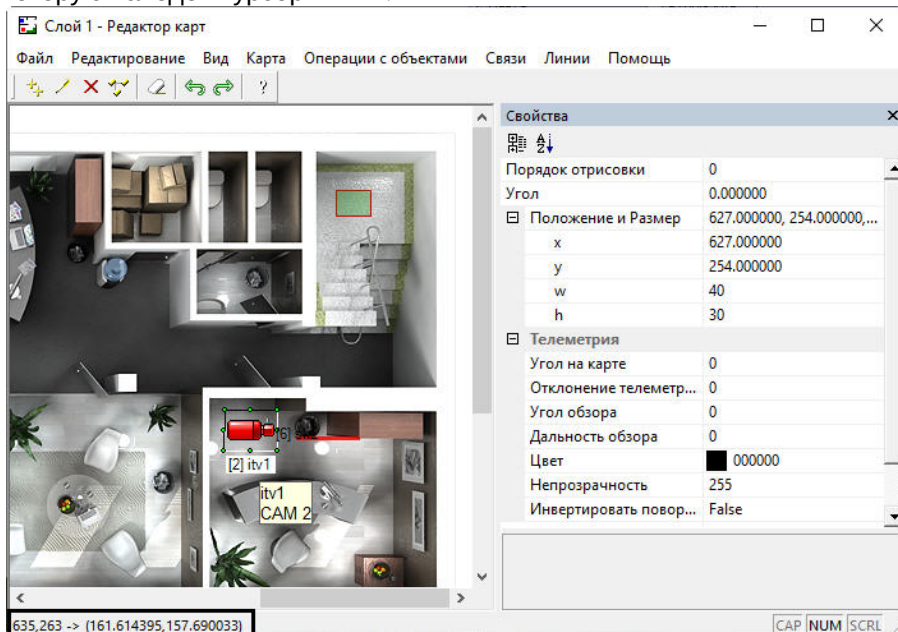 Слой 1 - Редактор карт
Файл Редактирование Вид Карта Операции с объектами Связи Линии Помощь
?
Свойства
Порядок отрисовки 0
Угол 0.000000
Положение и Размер 627.000000, 254.000000,...
x 627.000000
y 254.000000
w 40
h 30
Телеметрия
Угол на карте 0
Отклонение телеметр... 0
Угол обзора 0
Дальность обзора 0
Цвет 000000
Непрозрачность 255
Инвертировать повор... False
[6]
[2] itv1
itv1
CAM 2
635,263 -> (161.614395,157.690033)
CAP NUM SCRL